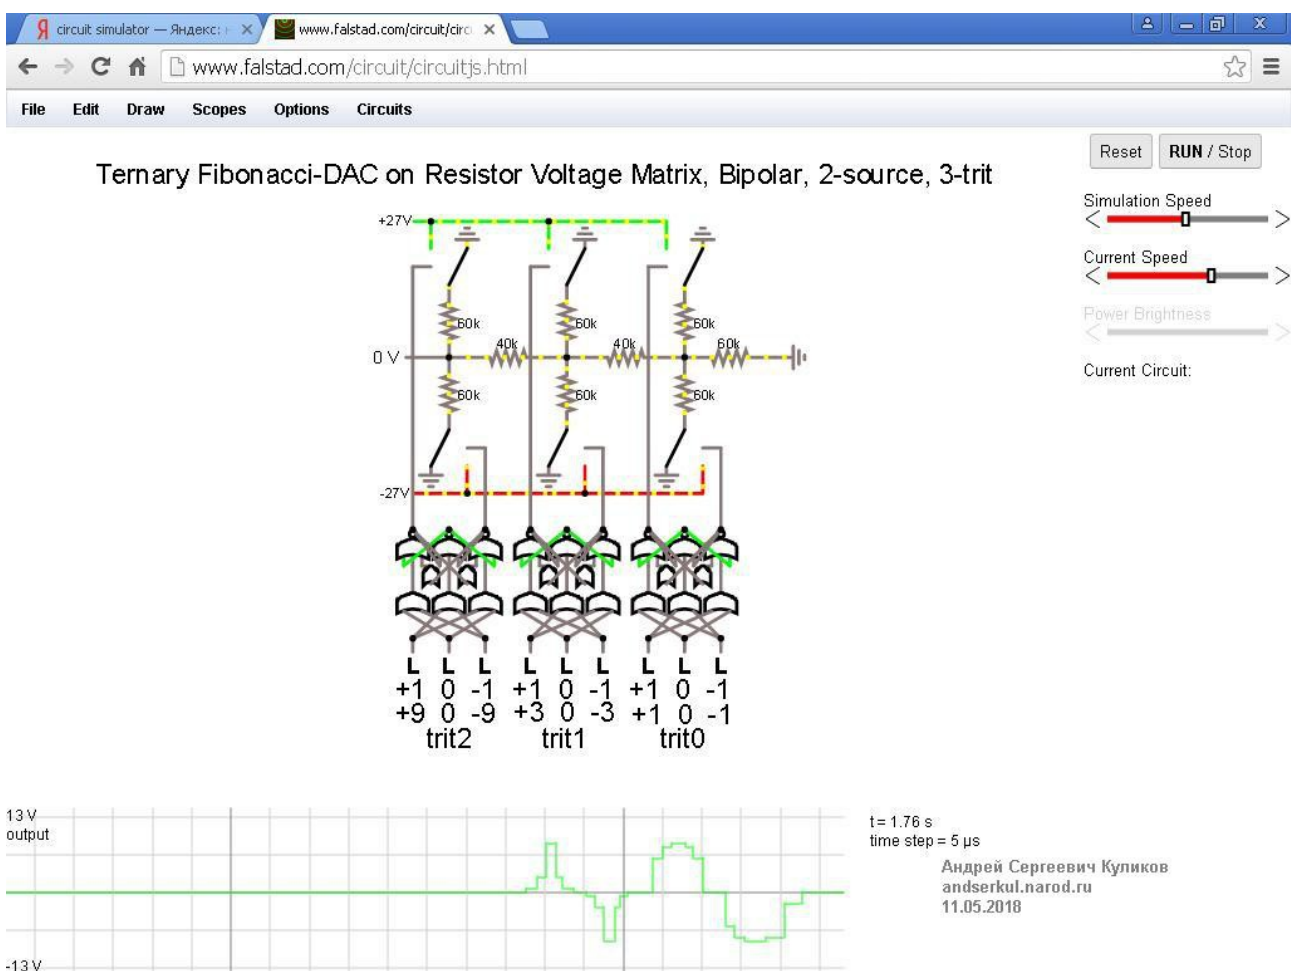 Я circuit simulator — Яндекс: н
www.falstad.com/circuit/circ
www.falstad.com/circuit/circuitjs.html
File Edit Draw Scopes Options Circuits
Reset RUN / Stop
Ternary Fibonacci-DAC on Resistor Voltage Matrix, Bipolar, 2-source, 3-trit
Simulation Speed
Current Speed
Power Brightness
Current Circuit:
+27V
60k 60k 60k
40k 40k 60k
0 V
60k 60k 60k
-27V
L L L L L L L L L
+1 0 -1 +1 0 -1 +1 0 -1
+9 0 -9 +3 0 -3 +1 0 -1
trit2 trit1 trit0
13 V
output
-13 V
t = 1.76 s
time step = 5 µs
Андрей Сергеевич Куликов
andserkul.narod.ru
11.05.2018